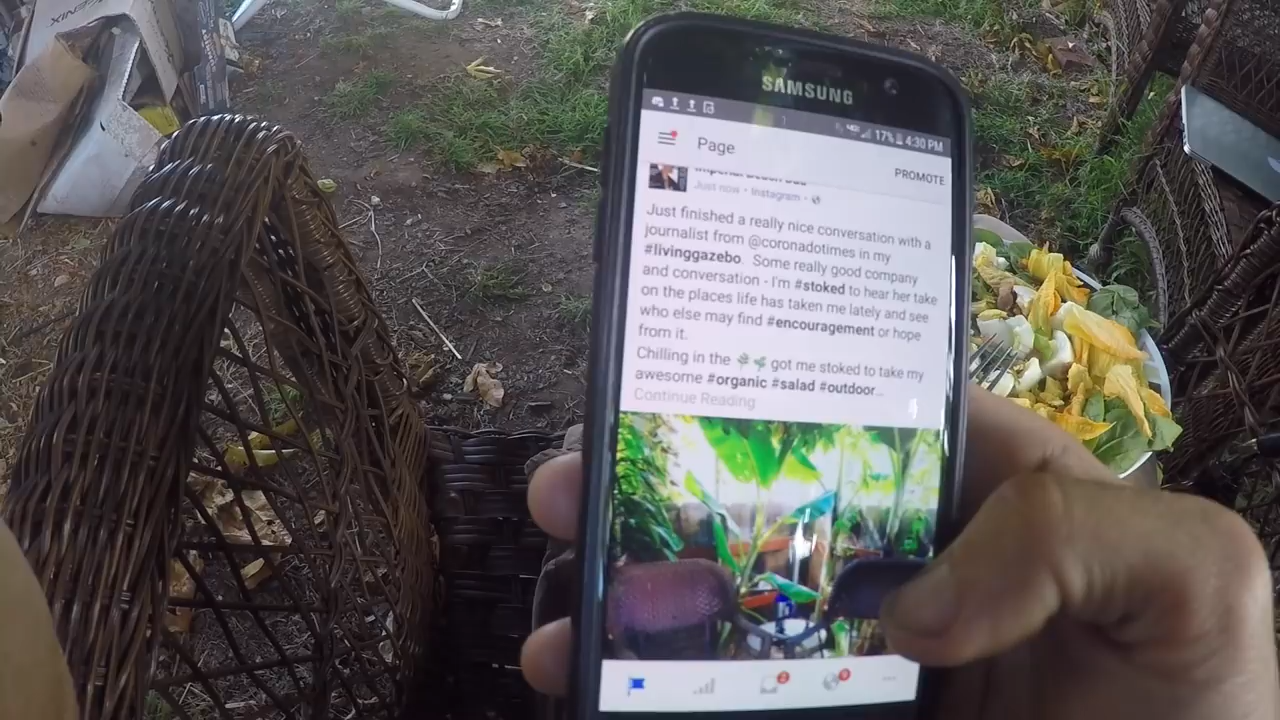 SAMSUNG
17% 4:30 PM
Page
PROMOTE
Just now • Instagram •
Just finished a really nice conversation with a
journalist from @coronadotimes in my
#livinggazebo. Some really good company
and conversation - I'm #stoked to hear her take
on the places life has taken me lately and see
who else may find #encouragement or hope
from it.
Chilling in the 🌴🌱 got me stoked to take my
awesome #organic #salad #outdoor...
Continue Reading
2
9